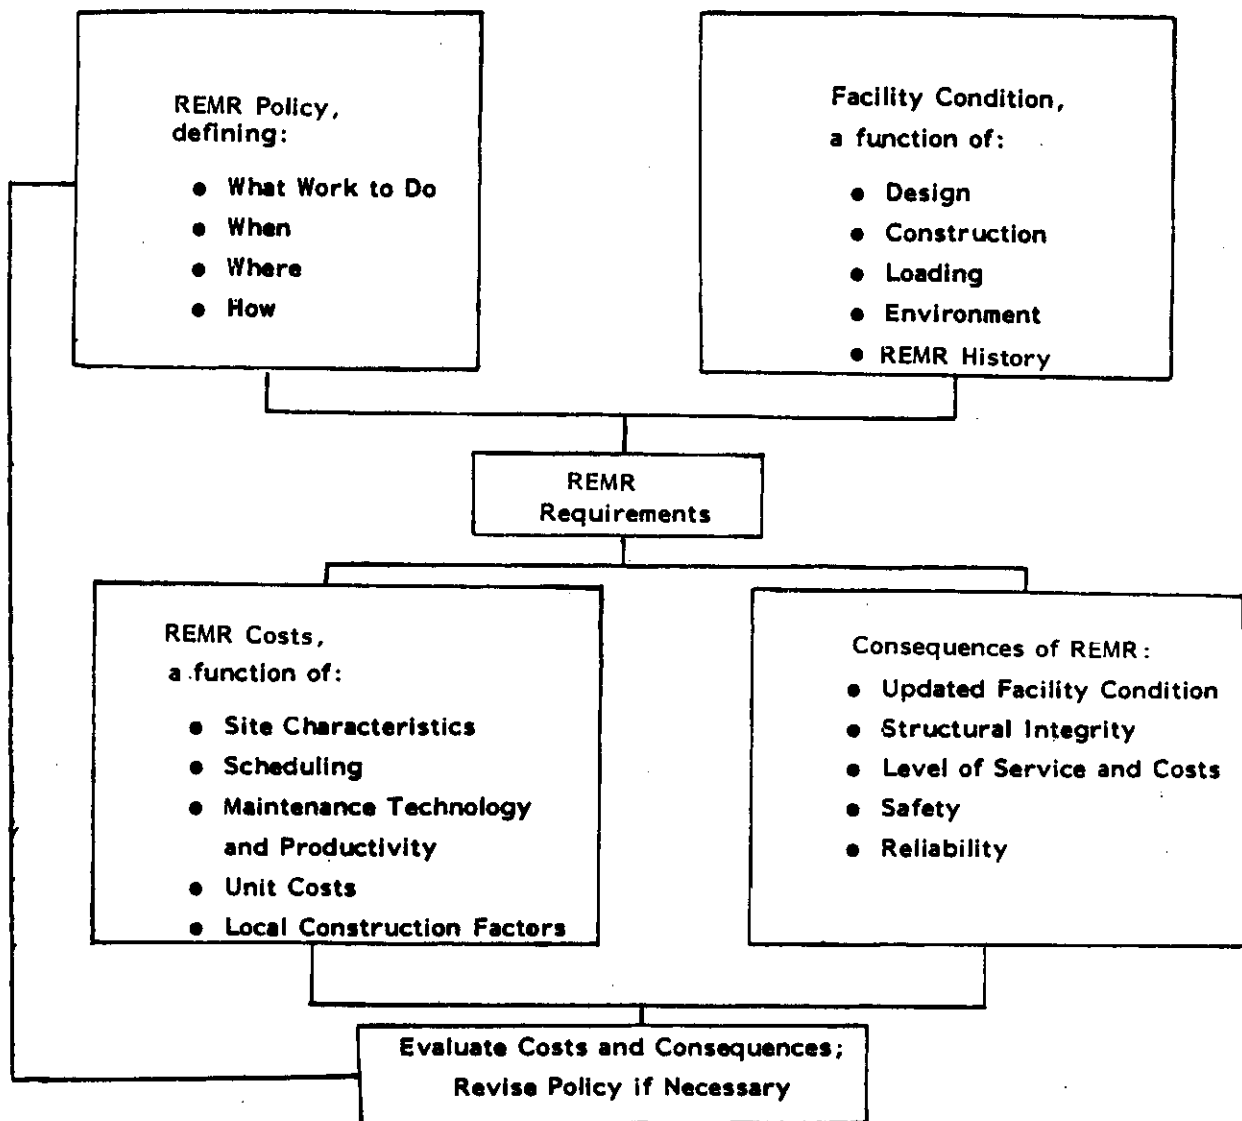 REMR Policy,
defining:
● What Work to Do
● When
● Where
● How
Facility Condition,
a function of:
● Design
● Construction
● Loading
● Environment
● REMR History
REMR
Requirements
REMR Costs,
a function of:
● Site Characteristics
● Scheduling
● Maintenance Technology
and Productivity
● Unit Costs
● Local Construction Factors
Consequences of REMR:
● Updated Facility Condition
● Structural Integrity
● Level of Service and Costs
● Safety
● Reliability
Evaluate Costs and Consequences;
Revise Policy if Necessary